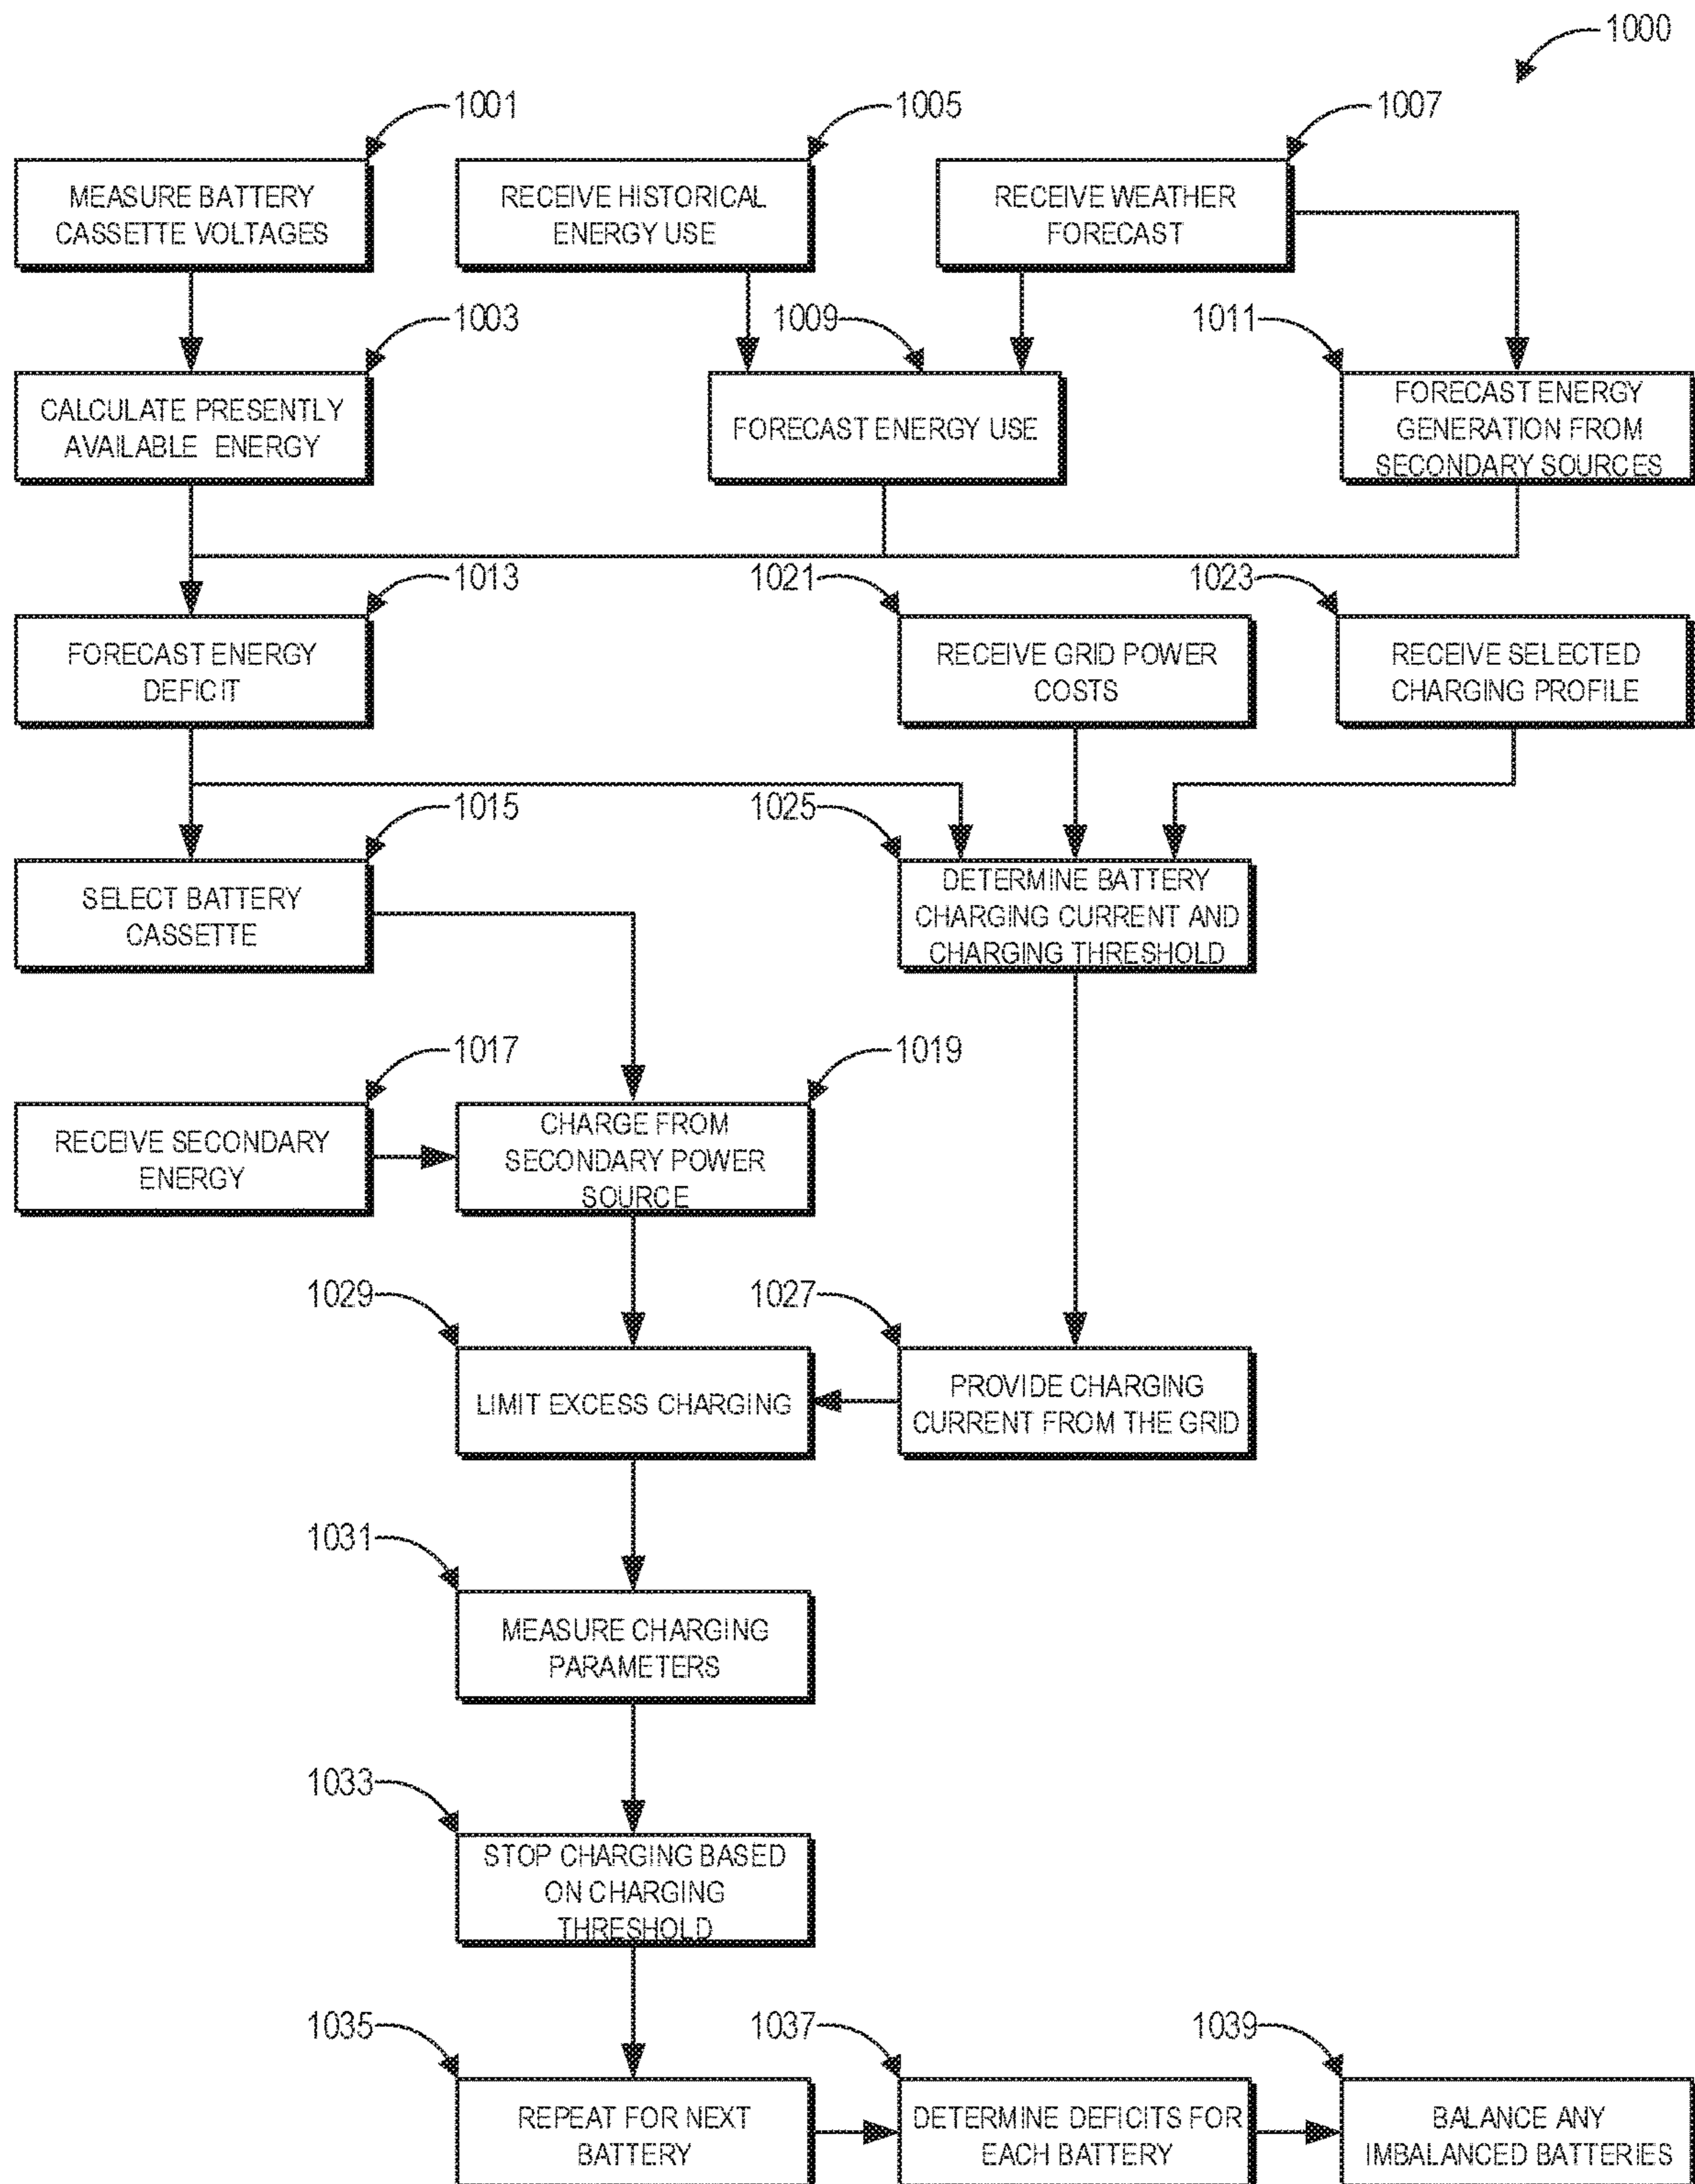 1000
1001
1005
1007
MEASURE BATTERY
CASSETTE VOLTAGES
RECEIVE HISTORICAL
ENERGY USE
RECEIVE WEATHER
FORECAST
1003
1009
1011
CALCULATE PRESENTLY
AVAILABLE ENERGY
FORECAST ENERGY USE
FORECAST ENERGY
GENERATION FROM
SECONDARY SOURCES
1013
1021
1023
FORECAST ENERGY
DEFICIT
RECEIVE GRID POWER
COSTS
RECEIVE SELECTED
CHARGING PROFILE
1015
1025
SELECT BATTERY
CASSETTE
DETERMINE BATTERY
CHARGING CURRENT AND
CHARGING THRESHOLD
1017
1019
RECEIVE SECONDARY
ENERGY
CHARGE FROM
SECONDARY POWER
SOURCE
1029
1027
LIMIT EXCESS CHARGING
PROVIDE CHARGING
CURRENT FROM THE GRID
1031
MEASURE CHARGING
PARAMETERS
1033
STOP CHARGING BASED
ON CHARGING
THRESHOLD
1035
1037
1039
REPEAT FOR NEXT
BATTERY
DETERMINE DEFICITS FOR
EACH BATTERY
BALANCE ANY
IMBALANCED BATTERIES